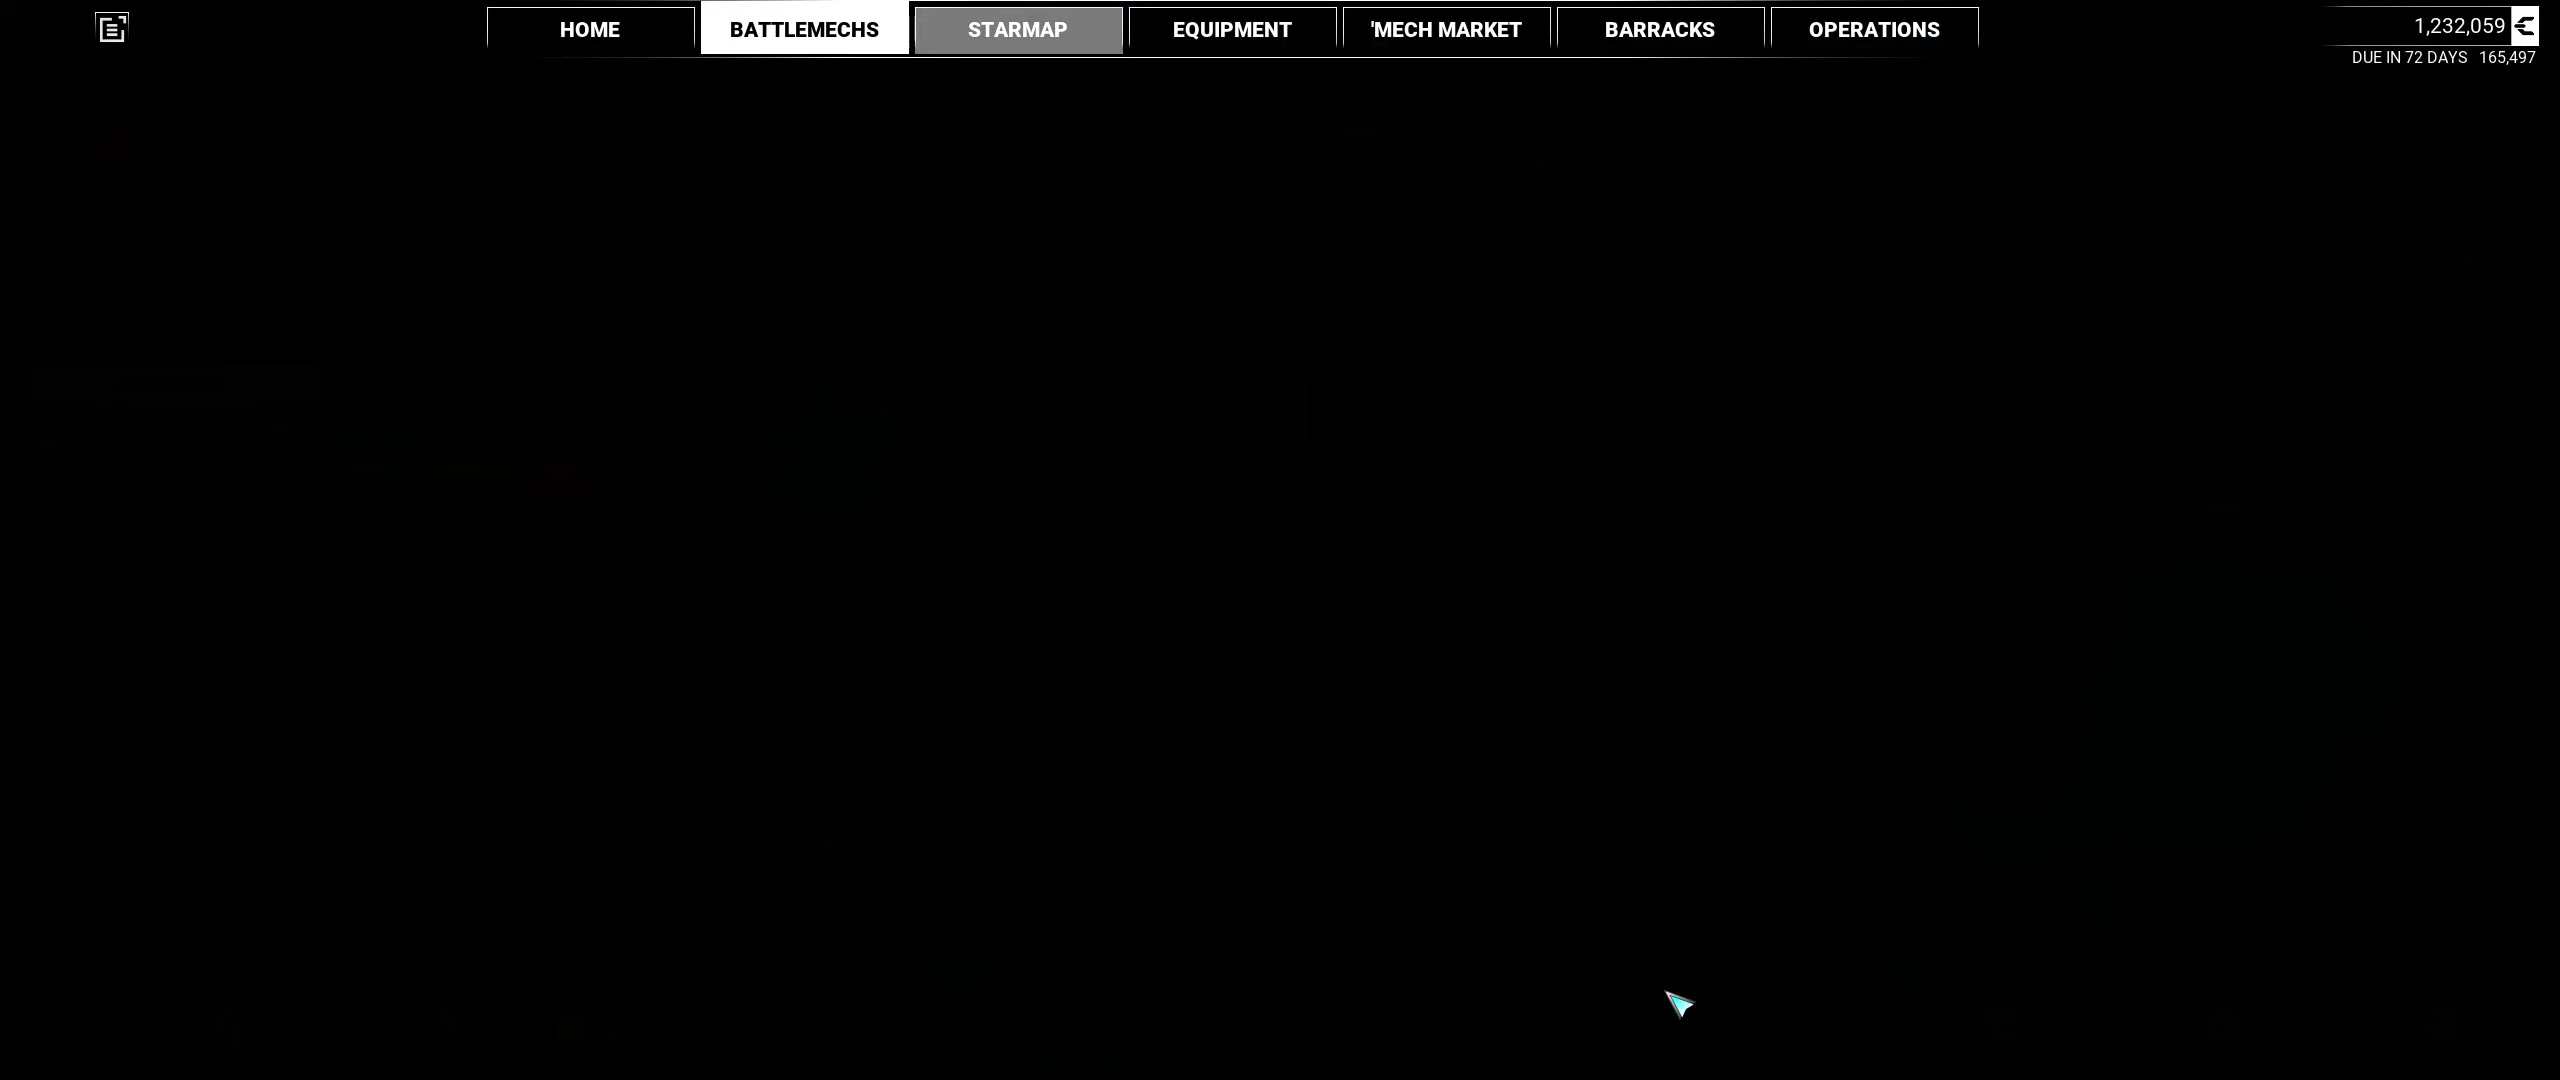 HOME BATTLEMECHS STARMAP EQUIPMENT 'MECH MARKET BARRACKS OPERATIONS 1,232,059
DUE IN 72 DAYS 165,497